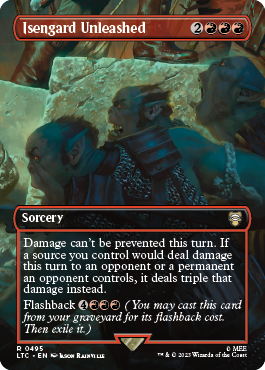 Isengard Unleashed 2RRR
Sorcery
Damage can't be prevented this turn. If
a source you control would deal damage
this turn to an opponent or a permanent
an opponent controls, it deals triple that
damage instead.
Flashback 4RRR ( You may cast this card
from your graveyard for its flashback cost.
Then exile it.)
R 0495
LTC • EN Jason Rainville
0 MEE
™ & © 2023 Wizards of the Coast